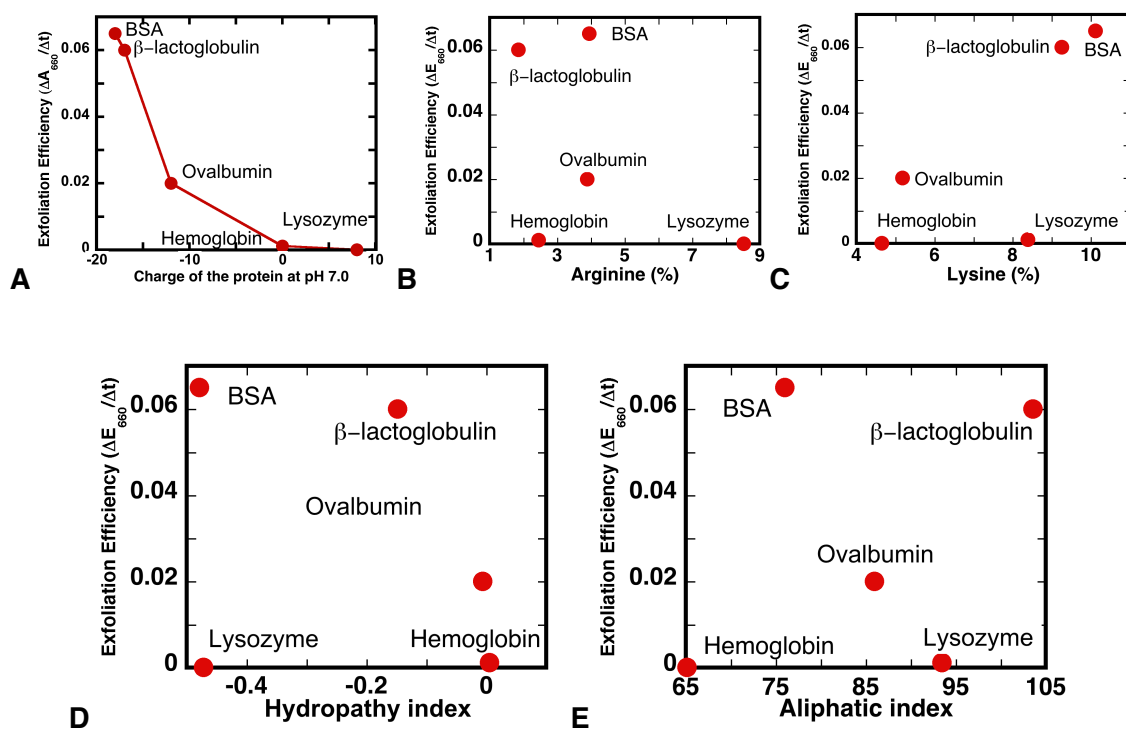 Exfoliation Efficiency (ΔA660/Δt)
0.06
0.04
0.02
0
BSA
β-lactoglobulin
Ovalbumin
Lysozyme
Hemoglobin
-20
-10
0
10
Charge of the protein at pH 7.0
A
Exfoliation Efficiency (ΔE660/Δt)
0.06
0.04
0.02
0
BSA
β-lactoglobulin
Ovalbumin
Hemoglobin
Lysozyme
1
3
5
7
9
Arginine (%)
B
Exfoliation Efficiency (ΔE660/Δt)
0.06
0.04
0.02
0
β-lactoglobulin
BSA
Ovalbumin
Hemoglobin
Lysozyme
4
6
8
10
Lysine (%)
C
Exfoliation Efficiency (ΔE660/Δt)
0.06
0.04
0.02
0
BSA
β-lactoglobulin
Ovalbumin
Lysozyme
Hemoglobin
-0.4
-0.2
0
Hydropathy index
D
Exfoliation Efficiency (ΔE660/Δt)
0.06
0.04
0.02
0
BSA
β-lactoglobulin
Ovalbumin
Hemoglobin
Lysozyme
65
75
85
95
105
Aliphatic index
E